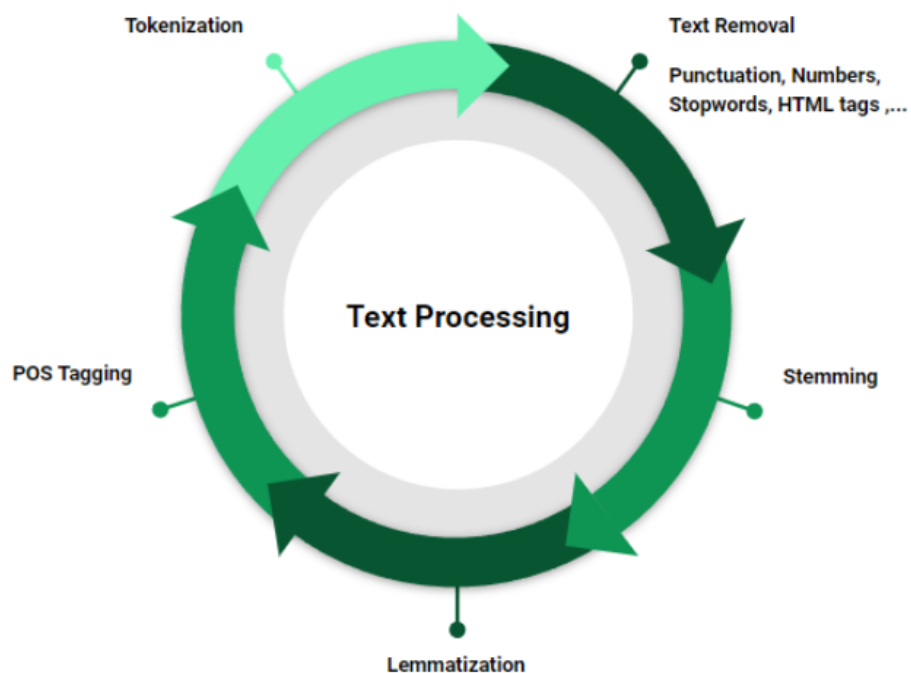 Tokenization
Text Removal
Punctuation, Numbers,
Stopwords, HTML tags ,...
Text Processing
POS Tagging
Stemming
Lemmatization